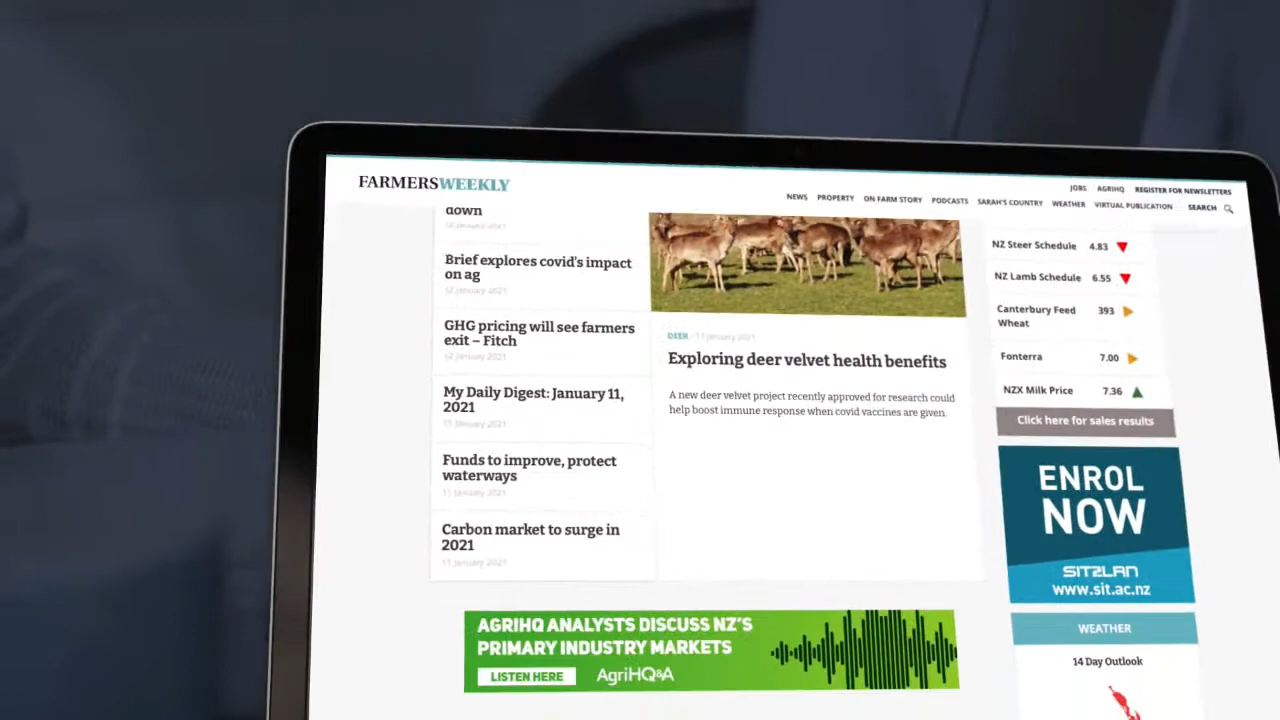 FARMERSWEEKLY
JOBS AGRIHQ REGISTER FOR NEWSLETTERS
NEWS PROPERTY ON FARM STORY PODCASTS SARAH'S COUNTRY WEATHER VIRTUAL PUBLICATION SEARCH
down
12 January 2021
Brief explores covid's impact
on ag
12 January 2021
GHG pricing will see farmers
exit – Fitch
12 January 2021
My Daily Digest: January 11,
2021
11 January 2021
Funds to improve, protect
waterways
11 January 2021
Carbon market to surge in
2021
11 January 2021
DEER - 11 January 2021
Exploring deer velvet health benefits
A new deer velvet project recently approved for research could
help boost immune response when covid vaccines are given.
NZ Steer Schedule 4.83
NZ Lamb Schedule 6.55
Canterbury Feed
Wheat 393
Fonterra 7.00
NZX Milk Price 7.36
Click here for sales results
ENROL
NOW
SIT2LRN
www.sit.ac.nz
WEATHER
14 Day Outlook
AGRIHQ ANALYSTS DISCUSS NZ'S
PRIMARY INDUSTRY MARKETS
LISTEN HERE AgriHQ&A